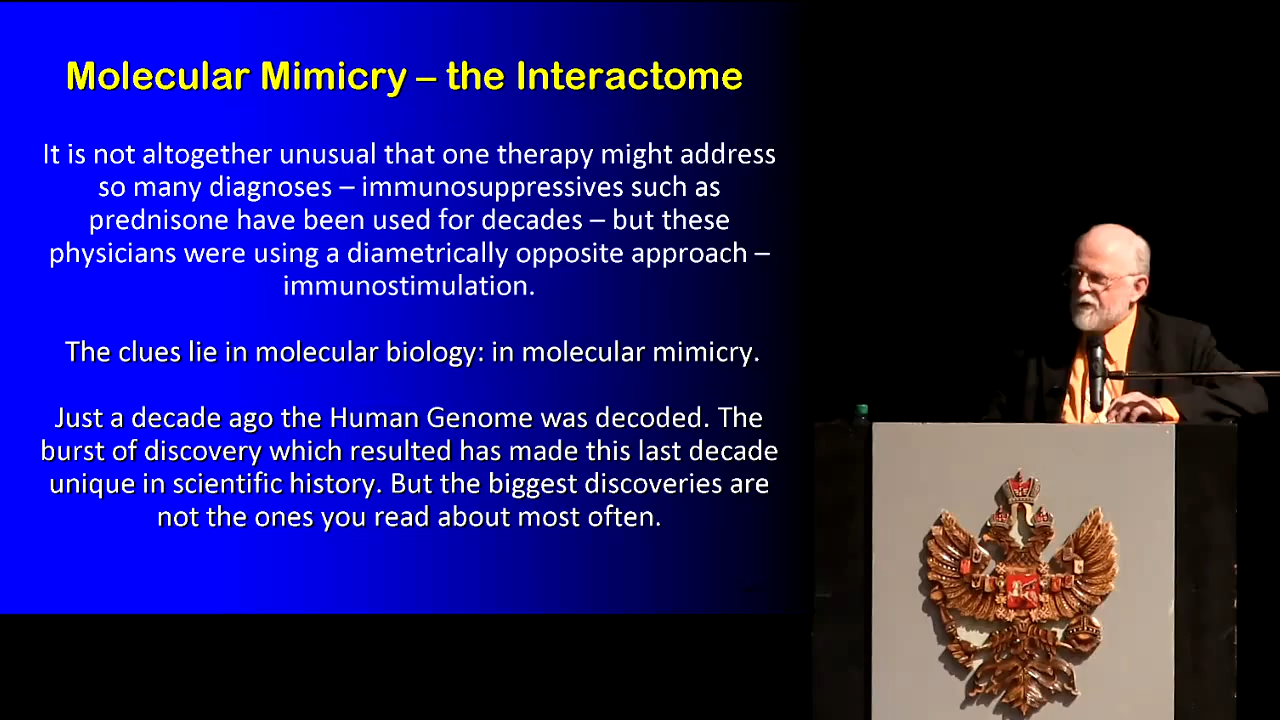 Molecular Mimicry – the Interactome
It is not altogether unusual that one therapy might address
so many diagnoses – immunosuppressives such as
prednisone have been used for decades – but these
physicians were using a diametrically opposite approach –
immunostimulation.
The clues lie in molecular biology: in molecular mimicry.
Just a decade ago the Human Genome was decoded. The
burst of discovery which resulted has made this last decade
unique in scientific history. But the biggest discoveries are
not the ones you read about most often.